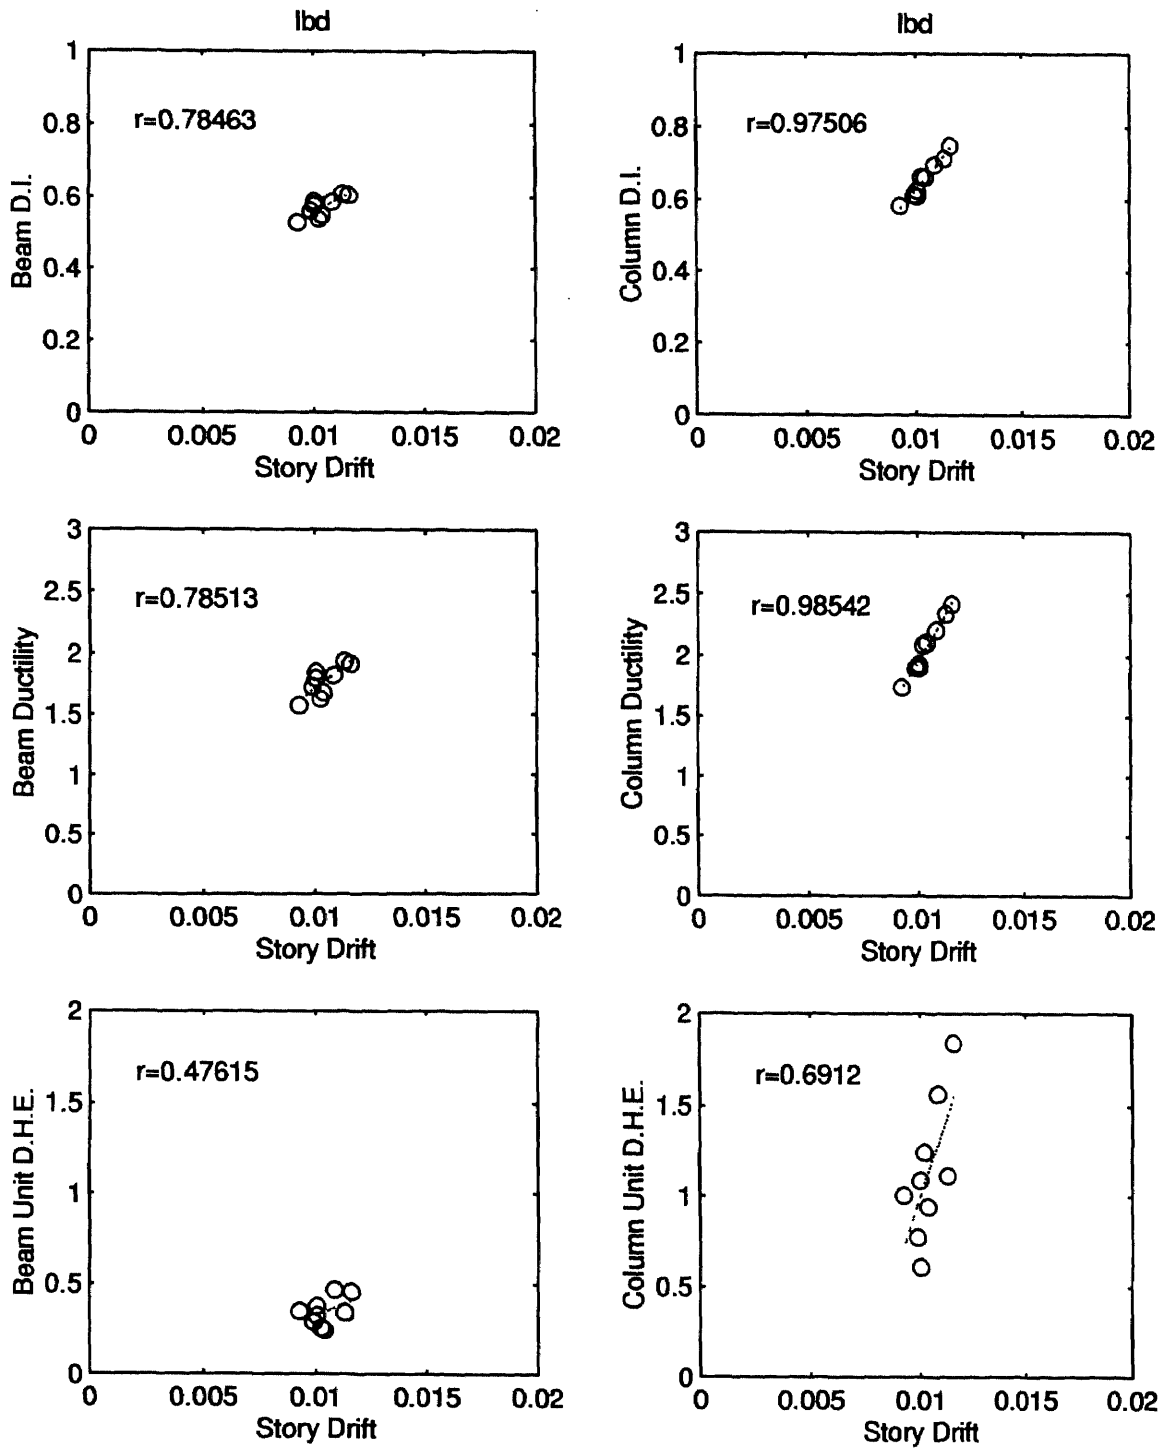 lbd
1
0.8
0.6
0.4
0.2
0
Beam D.I.
r=0.78463
0 0.005 0.01 0.015 0.02
Story Drift
lbd
1
0.8
0.6
0.4
0.2
0
Column D.I.
r=0.97506
0 0.005 0.01 0.015 0.02
Story Drift
3
2.5
2
1.5
1
0.5
0
Beam Ductility
r=0.78513
0 0.005 0.01 0.015 0.02
Story Drift
3
2.5
2
1.5
1
0.5
0
Column Ductility
r=0.98542
0 0.005 0.01 0.015 0.02
Story Drift
2
1.5
1
0.5
0
Beam Unit D.H.E.
r=0.47615
0 0.005 0.01 0.015 0.02
Story Drift
2
1.5
1
0.5
0
Column Unit D.H.E.
r=0.6912
0 0.005 0.01 0.015 0.02
Story Drift